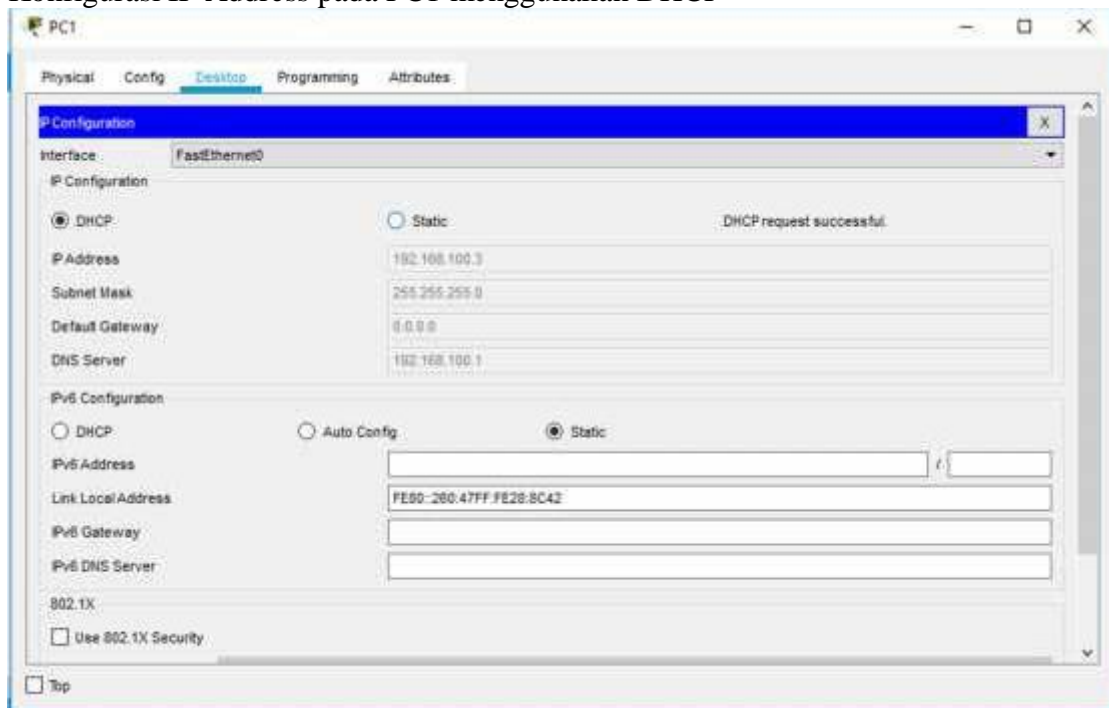 Konfigurasi IP Address pada PC1 menggunakan DHCP
PC1
Physical Config Desktop Programming Attributes
IP Configuration X
Interface FastEthernet0
IP Configuration
DHCP Static DHCP request successful.
IP Address 192.168.100.3
Subnet Mask 255.255.255.0
Default Gateway 0.0.0.0
DNS Server 192.168.100.1
IPv6 Configuration
DHCP Auto Config Static
IPv6 Address /
Link Local Address FE80::260:47FF:FE28:8C42
IPv6 Gateway
IPv6 DNS Server
802.1X
Use 802.1X Security
Top